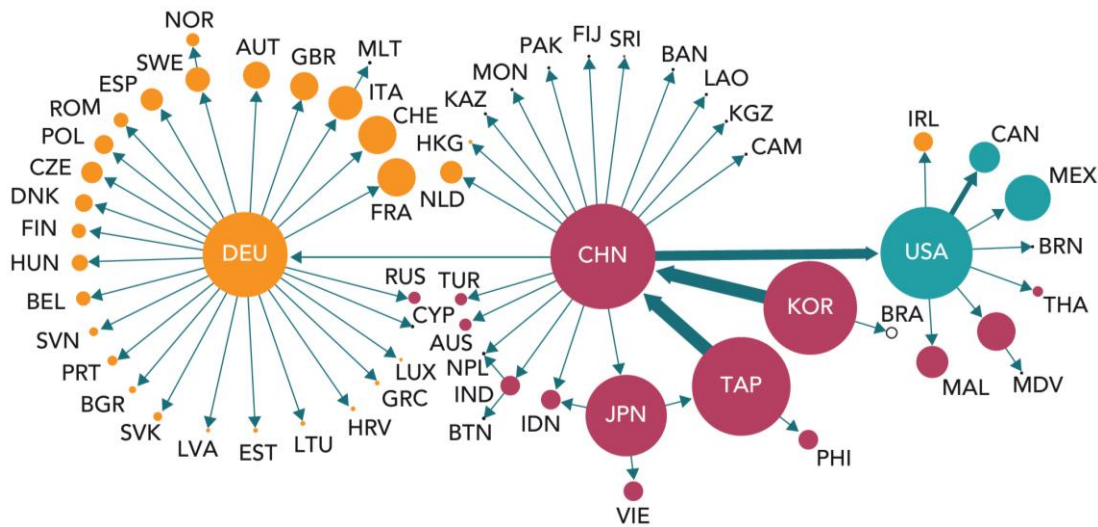 NOR
SWE
AUT
GBR
MLT
ITA
CHE
FRA
ESP
ROM
POL
CZE
DNK
FIN
HUN
BEL
SVN
PRT
BGR
SVK
LVA
EST
LTU
HRV
GRC
LUX
CYP
RUS
DEU
PAK
FIJ
SRI
BAN
LAO
KGZ
CAM
MON
KAZ
HKG
NLD
CHN
TUR
AUS
NPL
IND
BTN
IDN
JPN
VIE
TAP
PHI
KOR
BRA
IRL
CAN
MEX
USA
BRN
THA
MDV
MAL